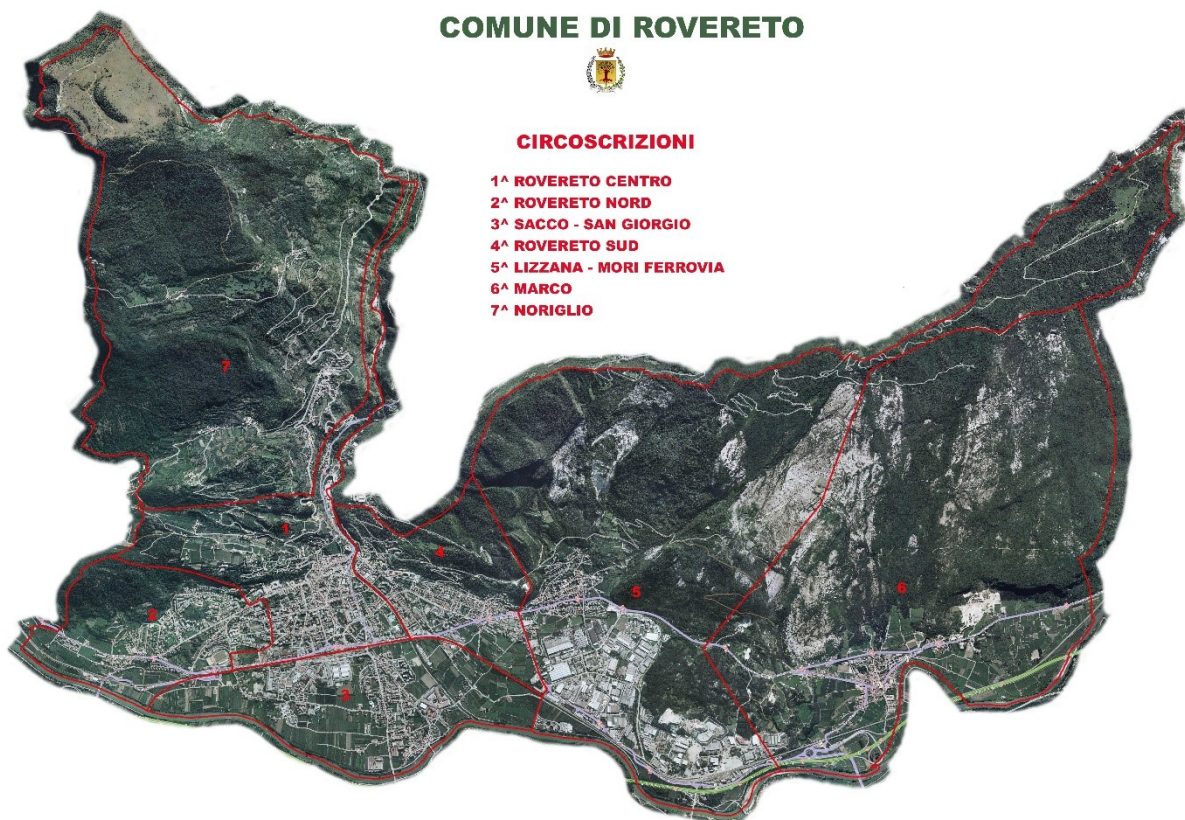 COMUNE DI ROVERETO
CIRCOSCRIZIONI
1^ ROVERETO CENTRO
2^ ROVERETO NORD
3^ SACCO - SAN GIORGIO
4^ ROVERETO SUD
5^ LIZZANA - MORI FERROVIA
6^ MARCO
7^ NORIGLIO
7
1
4
2
5
6
3